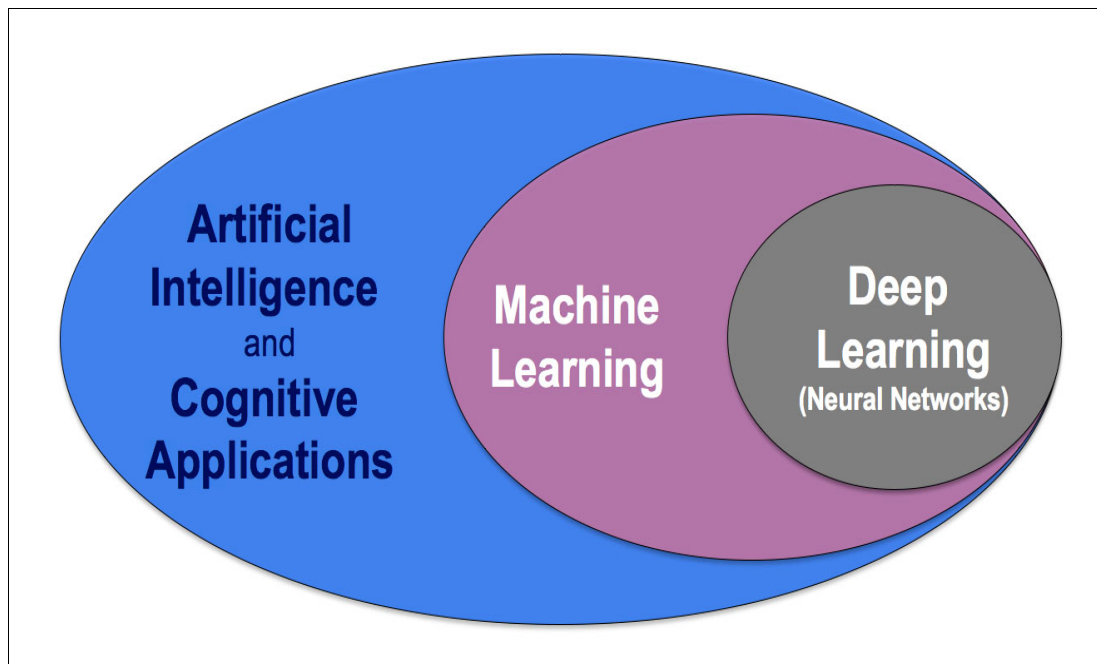 Artificial
Intelligence
and
Cognitive
Applications
Machine
Learning
Deep
Learning
(Neural Networks)